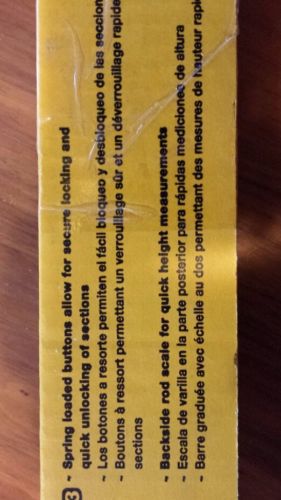 3 ~ Spring loaded buttons allow for secure locking and
quick unlocking of sections
~ Los botones a resorte permiten el fácil bloqueo y desbloqueo de las seccion
~ Boutons à ressort permettant un verrouillage sûr et un déverrouillage rapide
sections
~ Backside rod scale for quick height measurements
~ Escala de varilla en la parte posterior para rápidas mediciones de altura
~ Barre graduée avec échelle au dos permettant des mesures de hauteur rapi